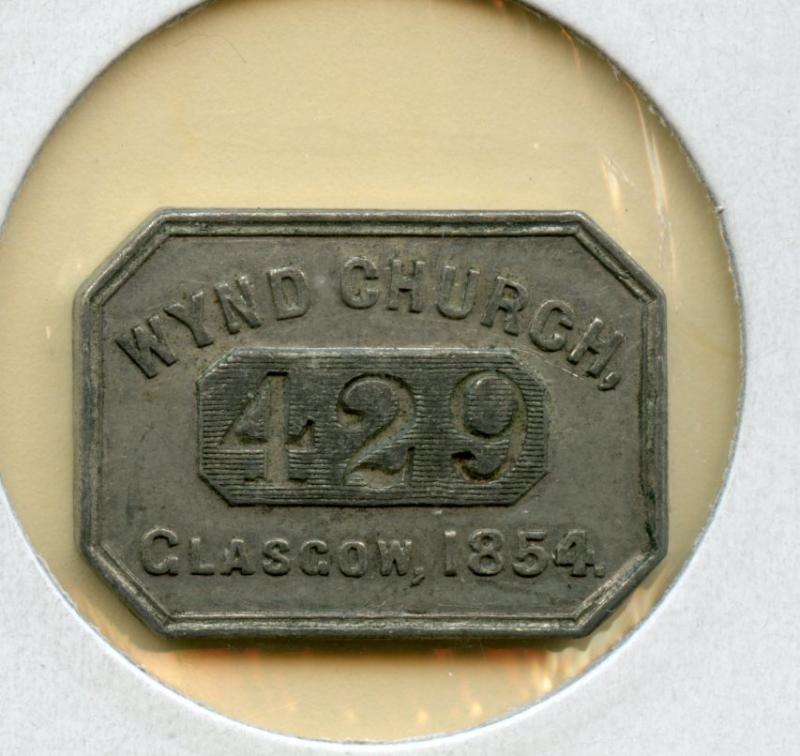 WYND CHURCH,
429
GLASGOW, 1854.